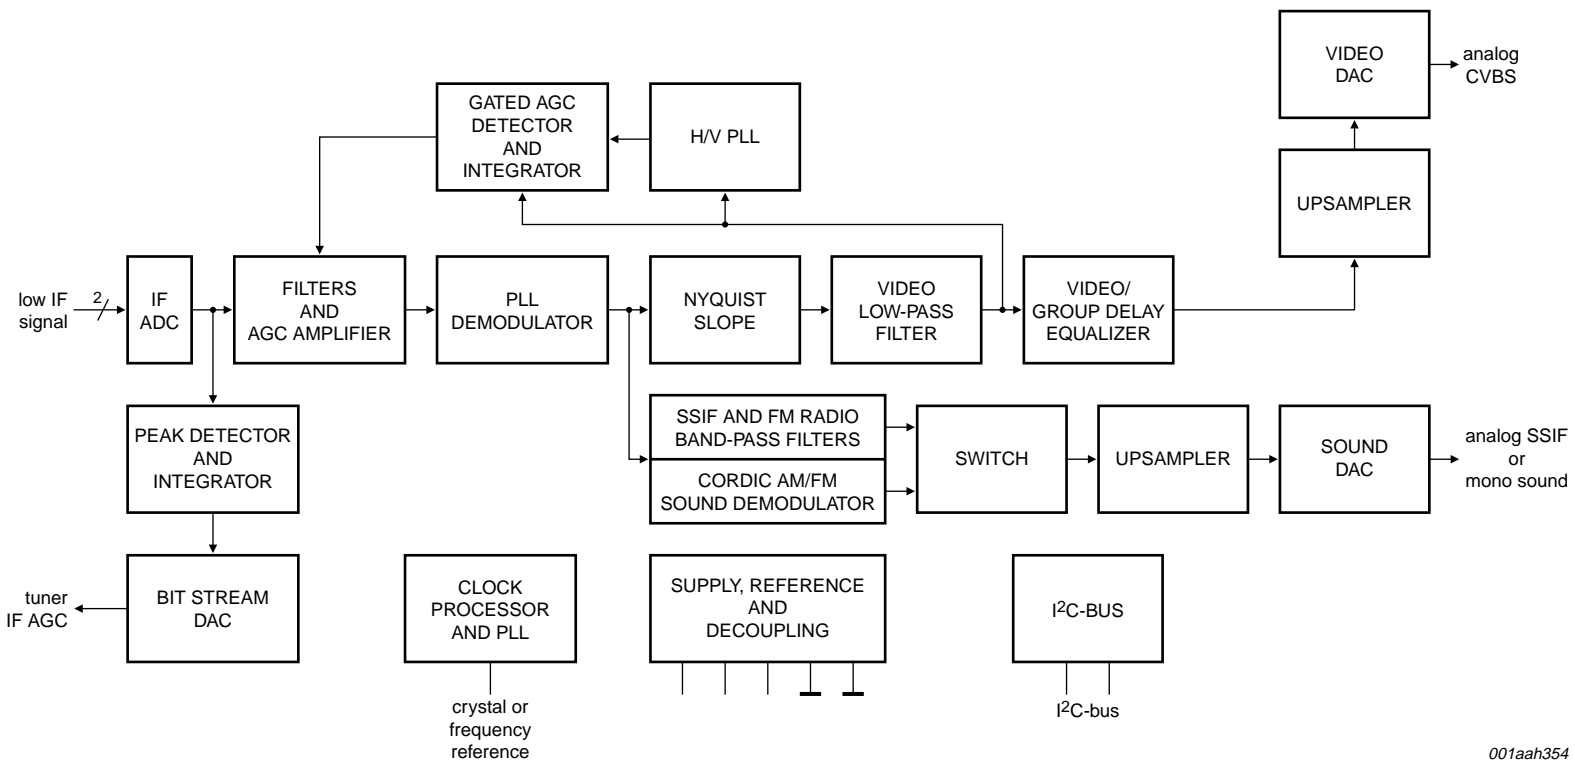 VIDEO
DAC
analog
CVBS
GATED AGC
DETECTOR
AND
INTEGRATOR
H/V PLL
UPSAMPLER
low IF
signal
2
IF
ADC
FILTERS
AND
AGC AMPLIFIER
PLL
DEMODULATOR
NYQUIST
SLOPE
VIDEO
LOW-PASS
FILTER
VIDEO/
GROUP DELAY
EQUALIZER
PEAK DETECTOR
AND
INTEGRATOR
SSIF AND FM RADIO
BAND-PASS FILTERS
CORDIC AM/FM
SOUND DEMODULATOR
SWITCH
UPSAMPLER
SOUND
DAC
analog SSIF
or
mono sound
tuner
IF AGC
BIT STREAM
DAC
CLOCK
PROCESSOR
AND PLL
crystal or
frequency
reference
SUPPLY, REFERENCE
AND
DECOUPLING
I2C-BUS
I2C-bus
001aah354